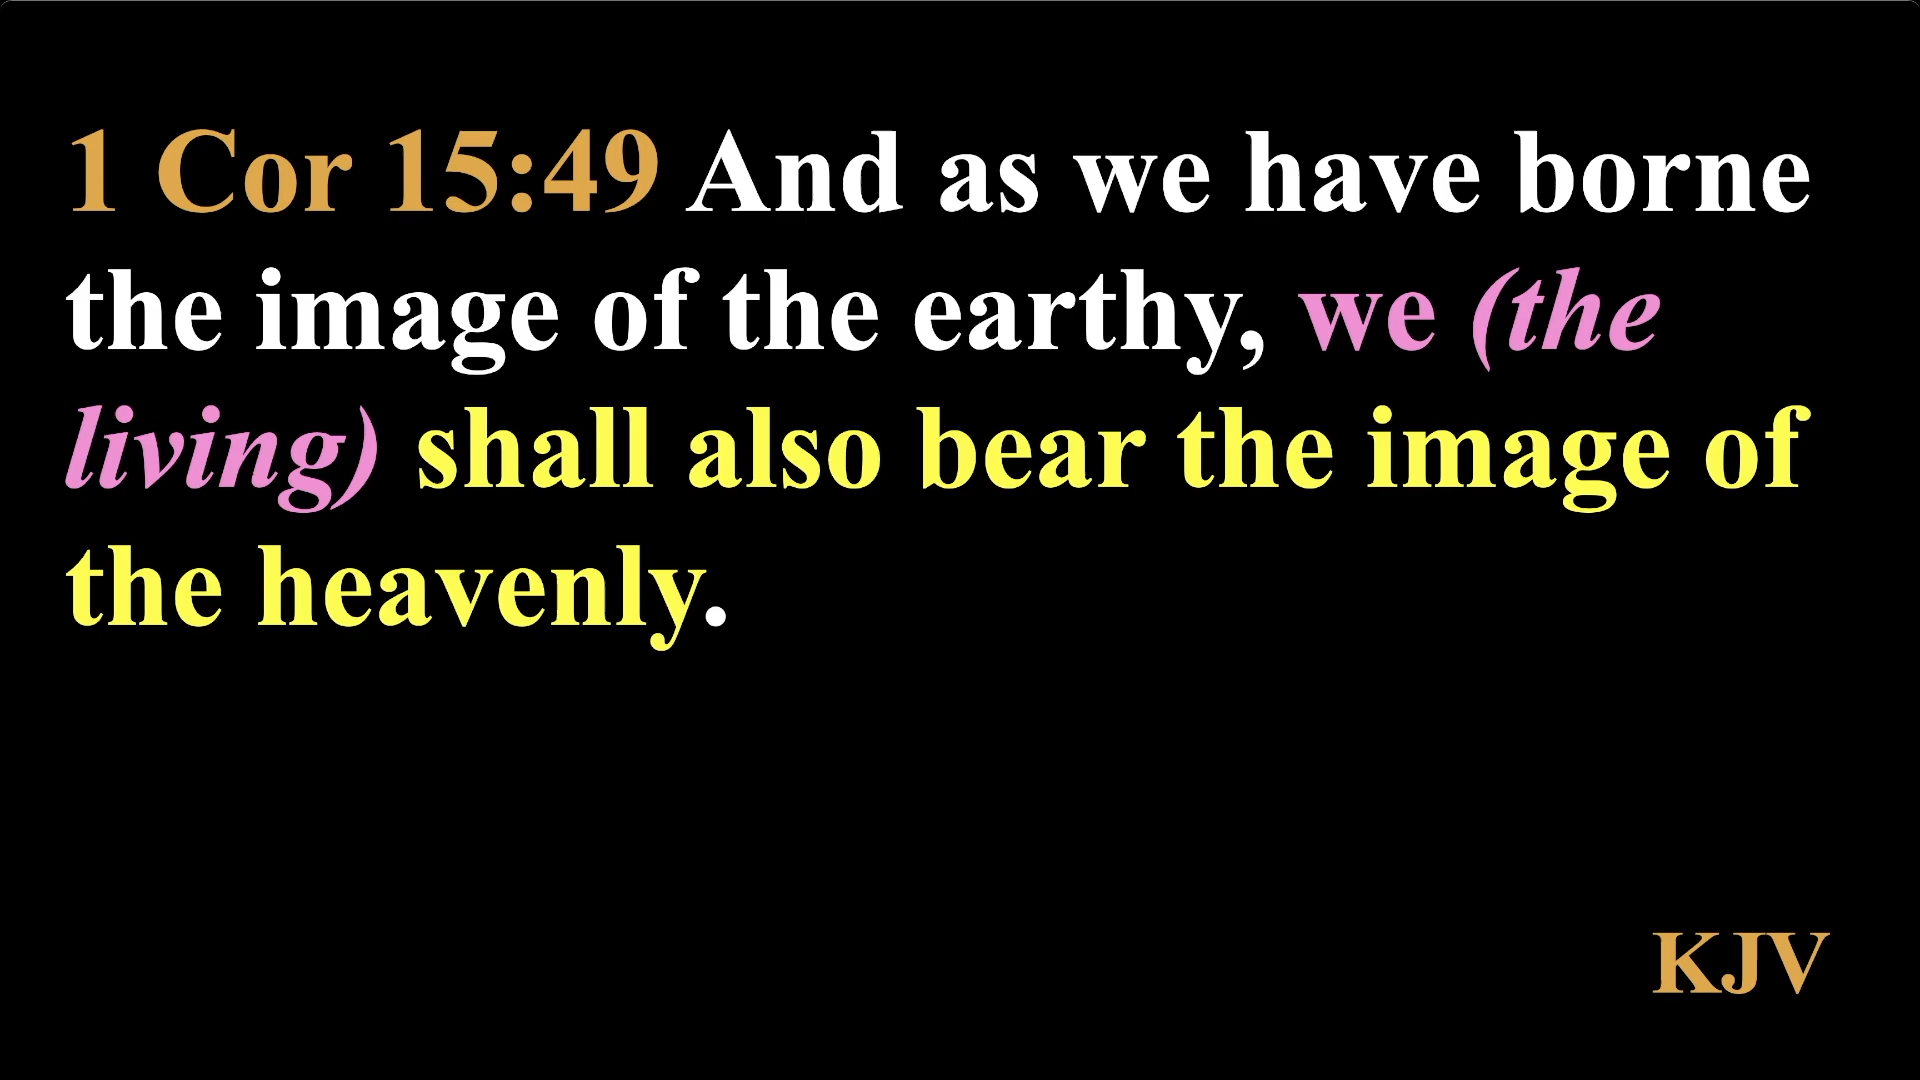 1 Cor 15:49 And as we have borne
the image of the earthy, we (the
living) shall also bear the image of
the heavenly.
KJV